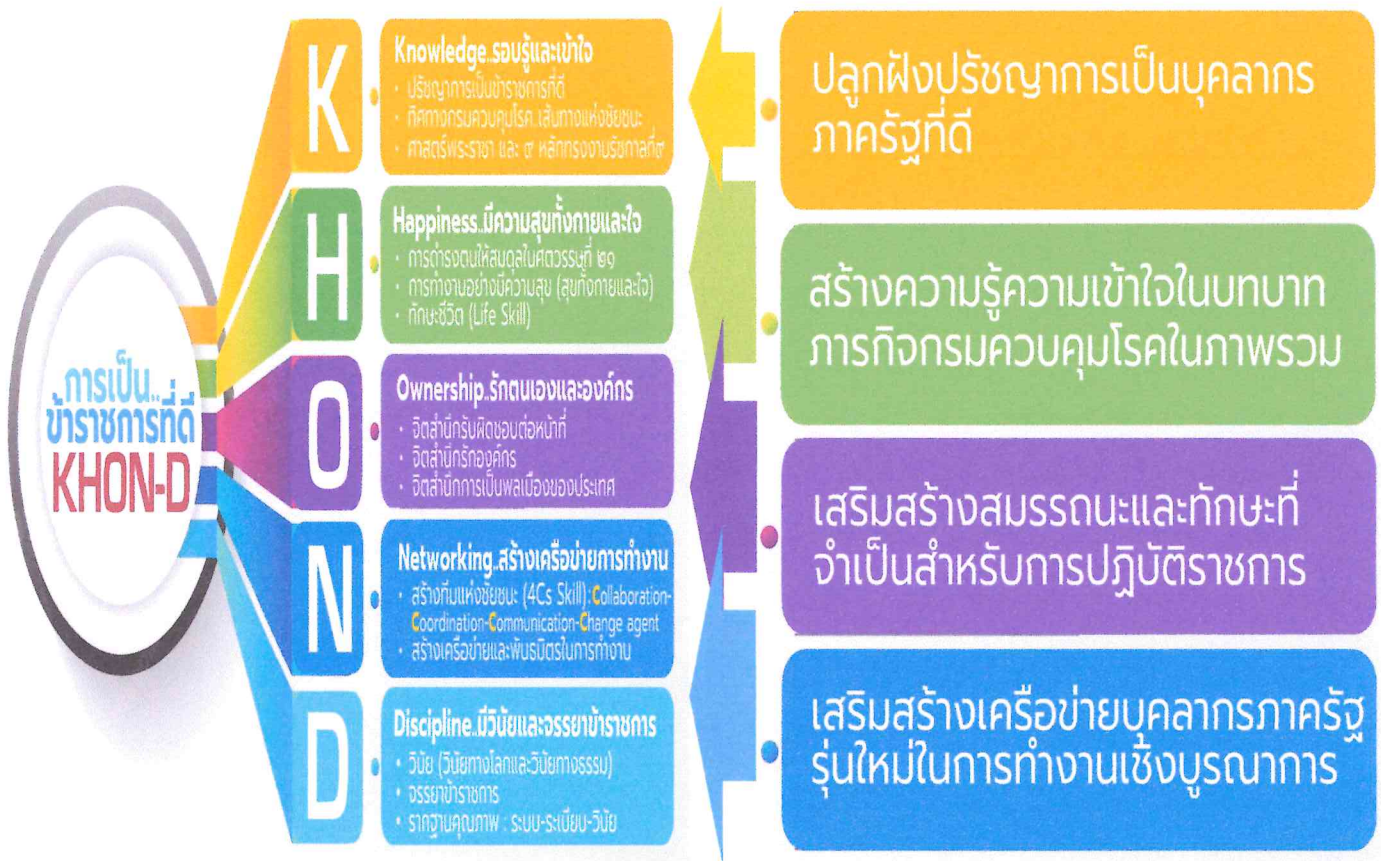 การเป็น..
ข้าราชการที่ดี
KHON-D
K
Knowledge..รอบรู้และเข้าใจ
• ปรัชญาการเป็นข้าราชการที่ดี
• ทิศทางกรมควบคุมโรค..เส้นทางแห่งชัยชนะ
• ศาสตร์พระราชา และ ๙ หลักทรงงานรัชกาลที่๙
H
Happiness..มีความสุขทั้งกายและใจ
• การดำรงตนให้สมดุลในศตวรรษที่ ๒๑
• การทำงานอย่างมีความสุข (สุขทั้งกายและใจ)
• ทักษะชีวิต (Life Skill)
O
Ownership..รักตนเองและองค์กร
• จิตสำนึกรับผิดชอบต่อหน้าที่
• จิตสำนึกรักองค์กร
• จิตสำนึกการเป็นพลเมืองของประเทศ
N
Networking..สร้างเครือข่ายการทำงาน
• สร้างทีมแห่งชัยชนะ (4Cs Skill) : Collaboration-
Coordination-Communication-Change agent
• สร้างเครือข่ายและพันธมิตรในการทำงาน
D
Discipline..มีวินัยและจรรยาข้าราชการ
• วินัย (วินัยทางโลกและวินัยทางธรรม)
• จรรยาข้าราชการ
• รากฐานคุณภาพ : ระบบ-ระเบียบ-วินัย
ปลูกฝังปรัชญาการเป็นบุคลากร
ภาครัฐที่ดี
สร้างความรู้ความเข้าใจในบทบาท
ภารกิจกรมควบคุมโรคในภาพรวม
เสริมสร้างสมรรถนะและทักษะที่
จำเป็นสำหรับการปฏิบัติราชการ
เสริมสร้างเครือข่ายบุคลากรภาครัฐ
รุ่นใหม่ในการทำงานเชิงบูรณาการ